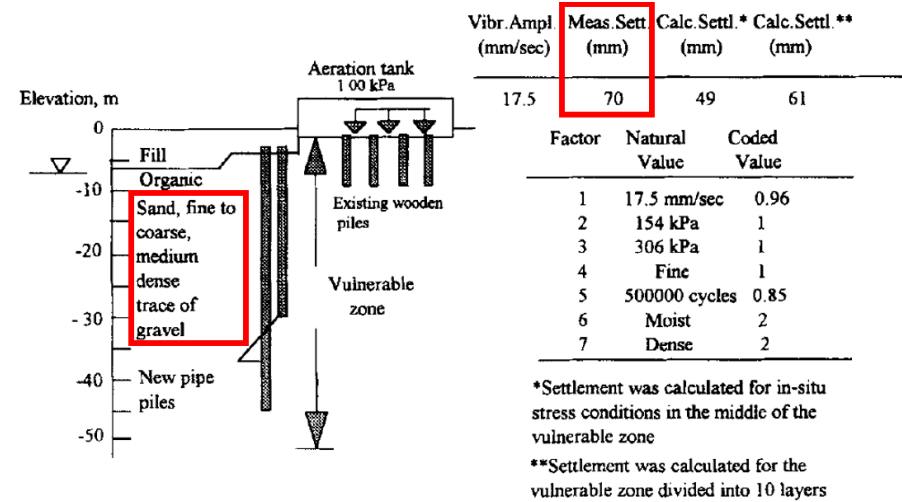 Vibr.Ampl. Meas.Sett. Calc.Settl.* Calc.Settl.**
(mm/sec) (mm) (mm) (mm)
17.5 70 49 61
Aeration tank
1 00 kPa
Elevation, m
0
Fill
Organic
-10
Sand, fine to
coarse,
medium
dense
trace of
gravel
-20
- 30
-40
-50
Existing wooden
piles
Vulnerable
zone
New pipe
piles
Factor Natural Coded
Value Value
1 17.5 mm/sec 0.96
2 154 kPa 1
3 306 kPa 1
4 Fine 1
5 500000 cycles 0.85
6 Moist 2
7 Dense 2
*Settlement was calculated for in-situ
stress conditions in the middle of the
vulnerable zone
**Settlement was calculated for the
vulnerable zone divided into 10 layers